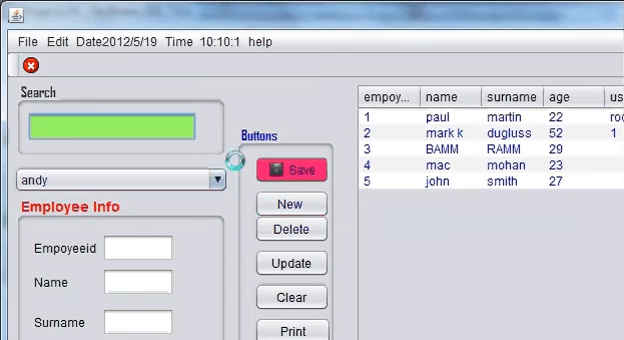 File Edit Date2012/5/19 Time 10:10:1 help
Search
andy
Employee Info
Empoyeeid
Name
Surname
Buttons
Save
New
Delete
Update
Clear
Print
empoy... name surname age us
1 paul martin 22 roo
2 mark k dugluss 52 1
3 BAMM RAMM 29
4 mac mohan 23
5 john smith 27